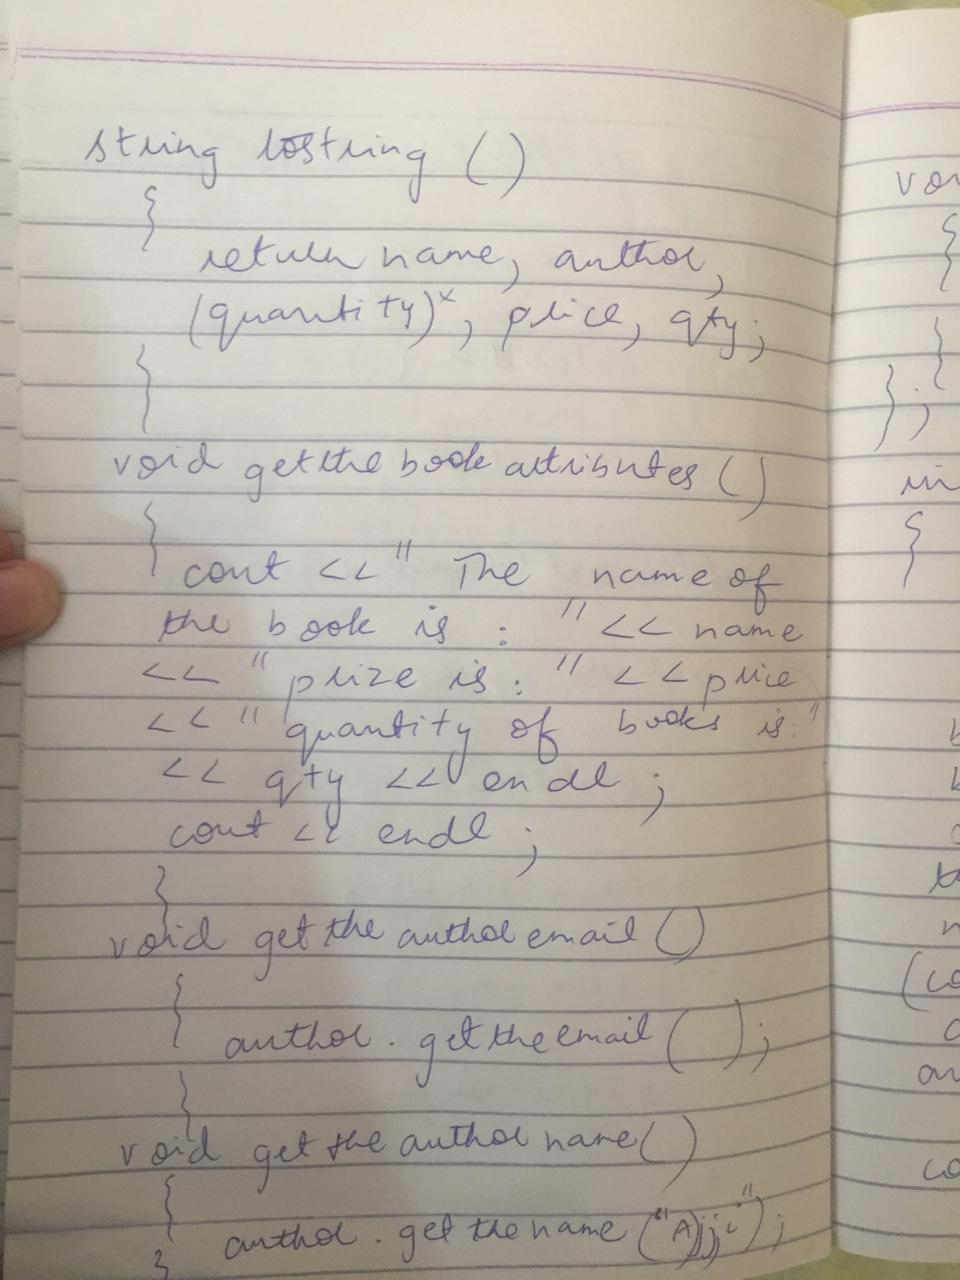 string tostring ()
{
return name, author,
(quantity)x, price, qty;
}
void get the book attributes ()
{
cout << " The name of
the book is : " << name
<< " prize is : " << price
<< " quantity of books is: "
<< qty << endl ;
cout << endl ;
}
void get the author email ()
{
author . get the email ( ) ;
}
void get the author name ()
{
author . get the name (
}
voi
{
}
} ;
in
{